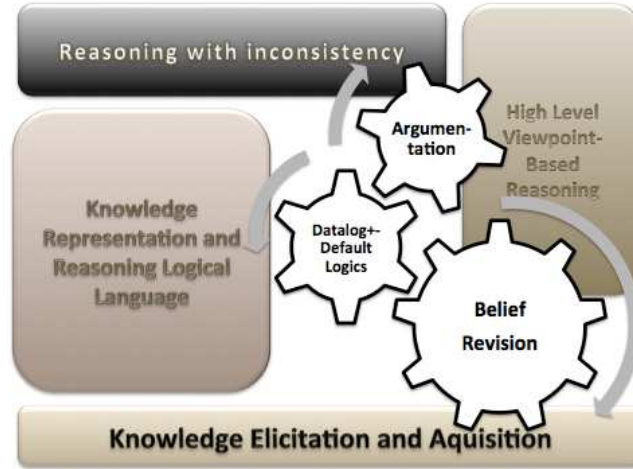 Reasoning with inconsistency
High Level
Viewpoint-
Based
Reasoning
Argumen-
tation
Knowledge
Representation and
Reasoning Logical
Language
Datalog+-
Default
Logics
Belief
Revision
Knowledge Elicitation and Aquisition